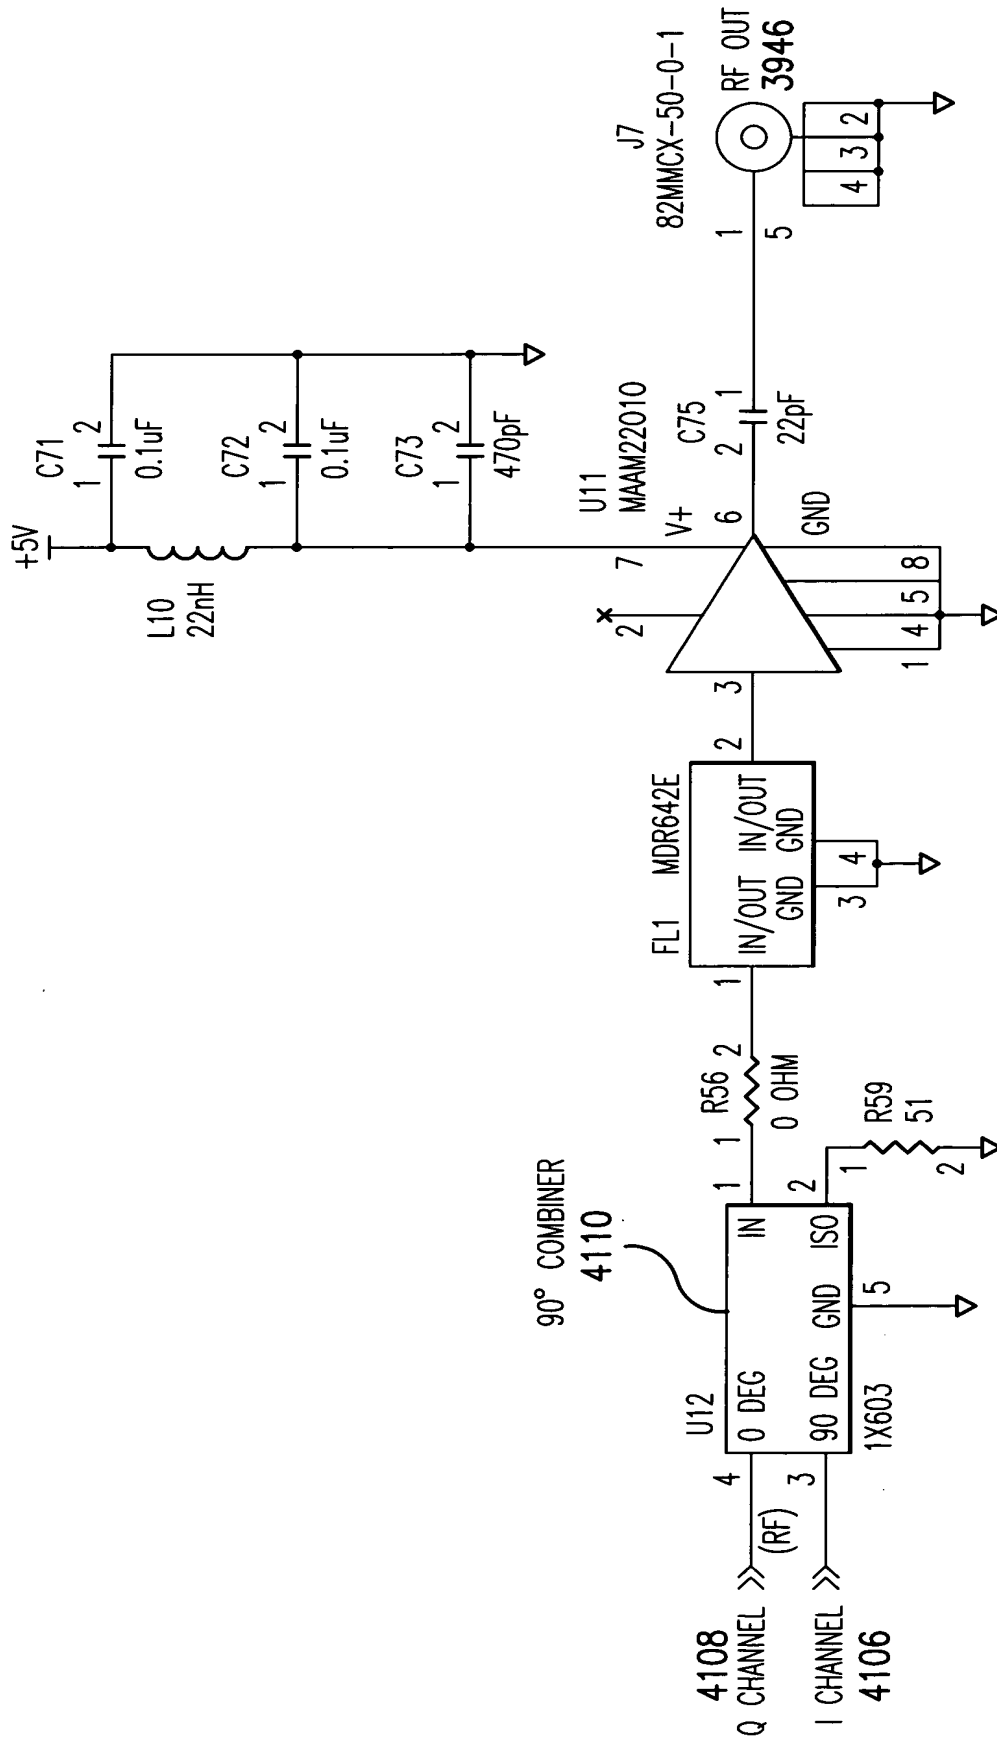 +5V
C71
1 2
0.1uF
L10
22nH
C72
1 2
0.1uF
C73
1 2
470pF
U11
MAAM22010
V+
7
2
3
6
GND
1 4 5 8
C75
2 1
22pF
J7
82MMCX-50-0-1
1
5
RF OUT
3946
4 3 2
FL1 MDR642E
1
2
IN/OUT IN/OUT
GND GND
3 4
R56
1 2
0 OHM
90° COMBINER
4110
U12
4
1
0 DEG IN
90 DEG GND ISO
3
2
5
1X603
R59
51
1 2
4108
Q CHANNEL
(RF)
I CHANNEL
4106